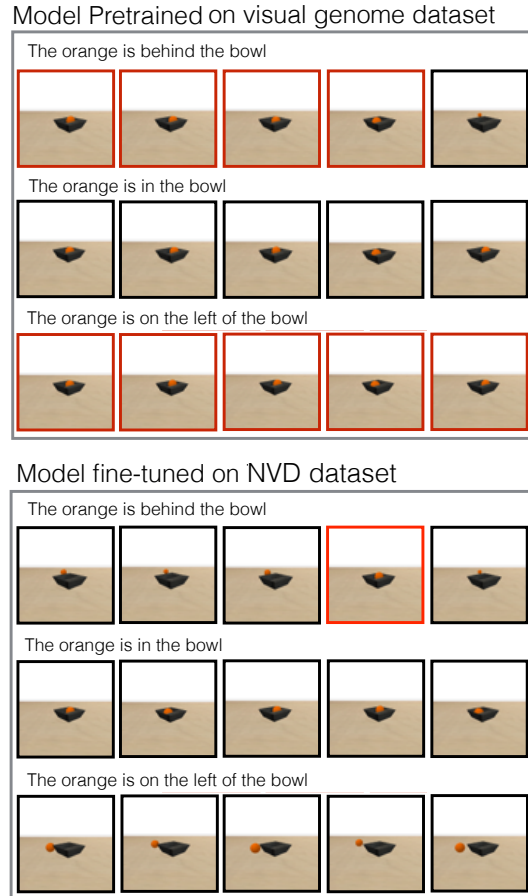 Model Pretrained on visual genome dataset
The orange is behind the bowl
The orange is in the bowl
The orange is on the left of the bowl
Model fine-tuned on NVD dataset
The orange is behind the bowl
The orange is in the bowl
The orange is on the left of the bowl